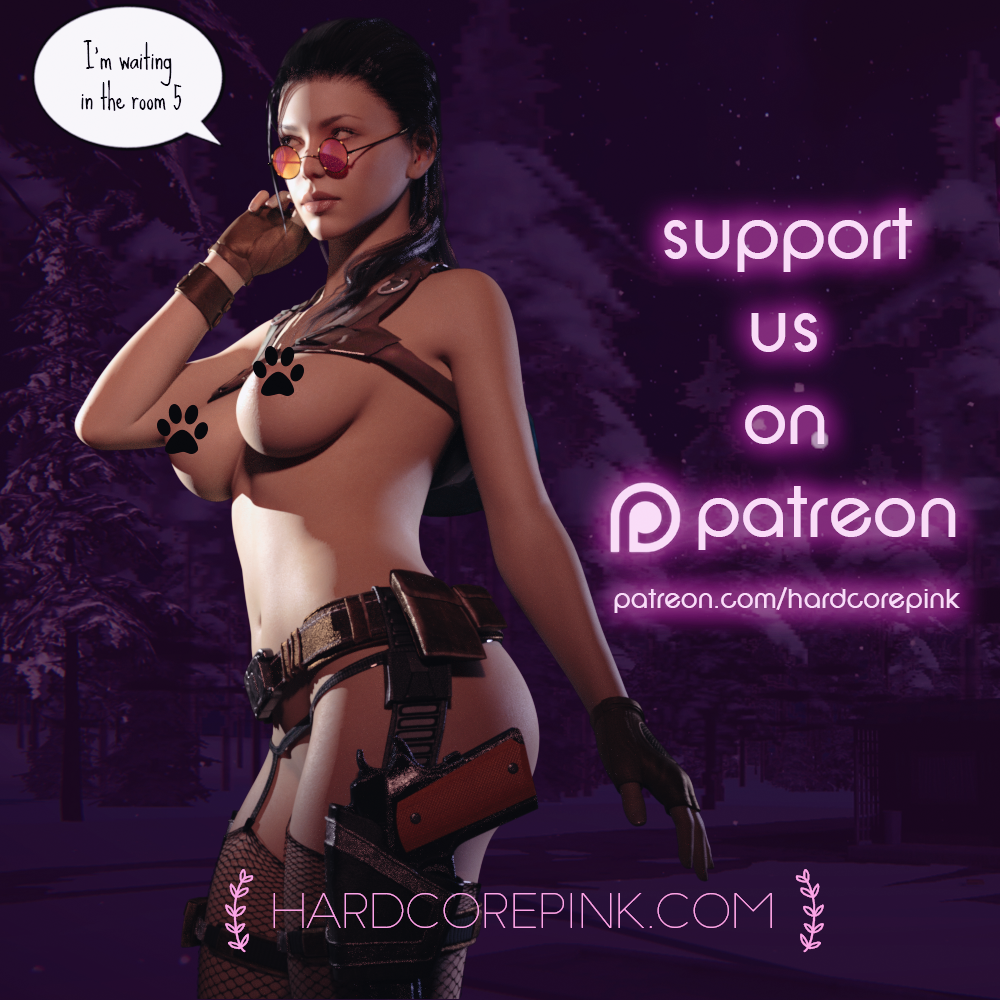 I'm waiting
in the room 5
support
us
on
patreon
patreon.com/hardcorepink
HARDCOREPINK.COM